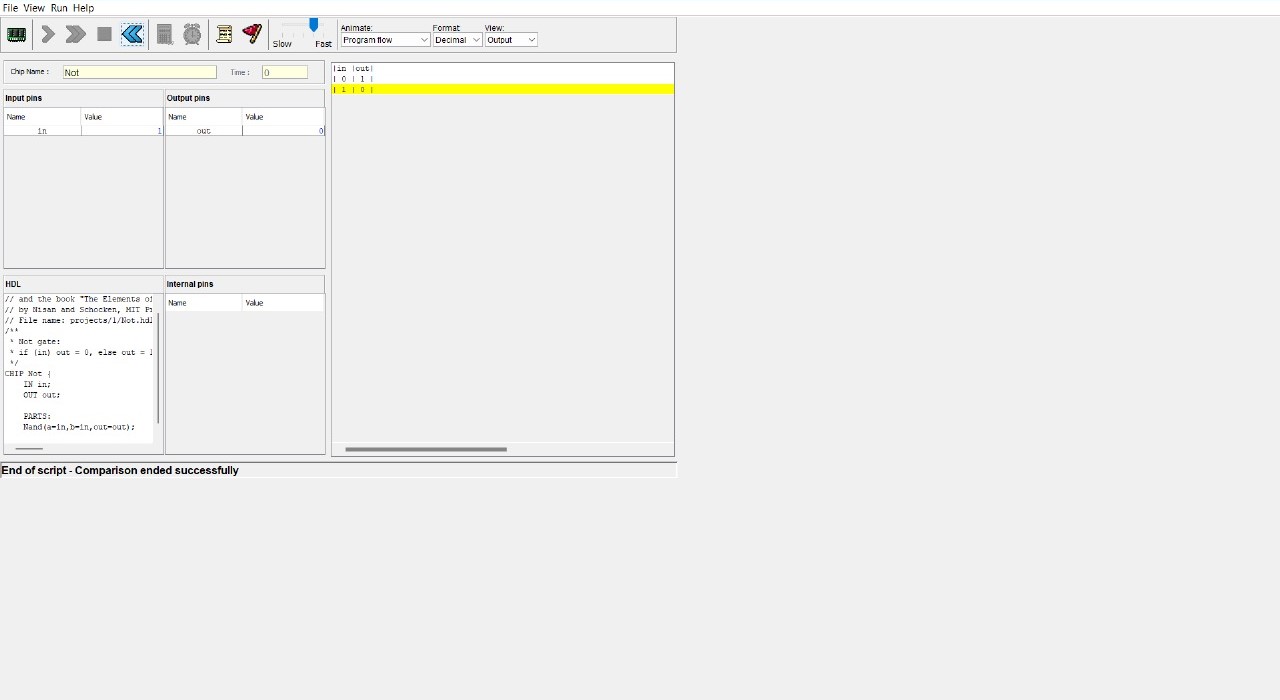 File View Run Help
Slow Fast
Animate: Format: View:
Program flow Decimal Output
Chip Name : Not Time : 0
Input pins
Name Value
in 1
Output pins
Name Value
out 0
HDL
// and the book "The Elements of
// by Nisan and Schocken, MIT Pr
// File name: projects/1/Not.hdl
/**
* Not gate:
* if (in) out = 0, else out = 1
*/
CHIP Not {
IN in;
OUT out;
PARTS:
Nand(a=in,b=in,out=out);
Internal pins
Name Value
|in |out|
| 0 | 1 |
| 1 | 0 |
End of script - Comparison ended successfully